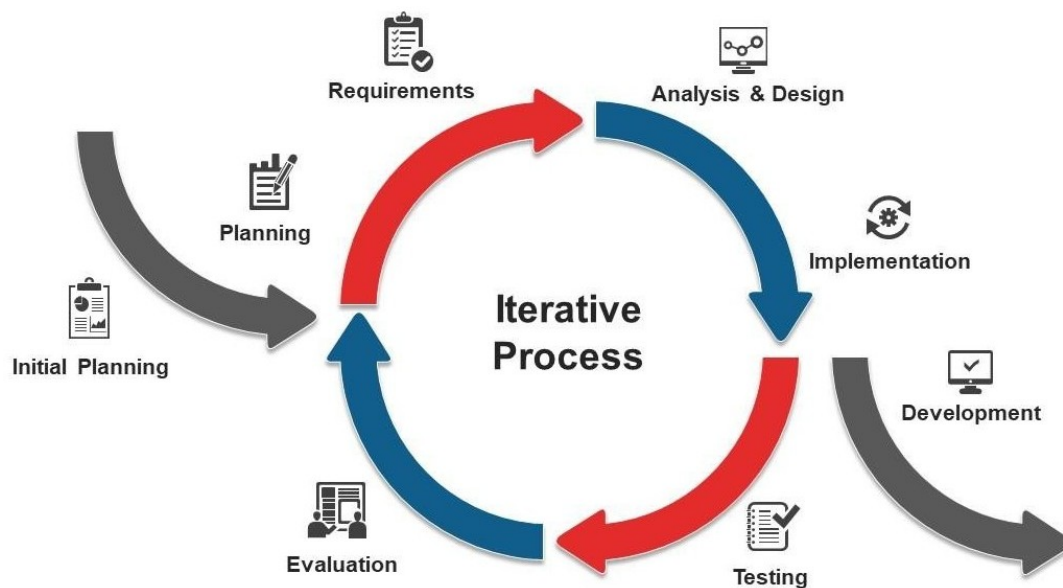 Requirements
Analysis & Design
Planning
Implementation
Iterative
Process
Initial Planning
Development
Evaluation
Testing